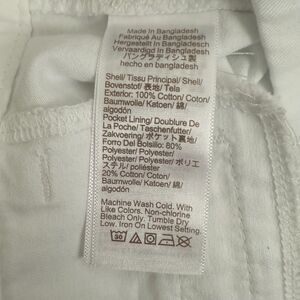 Made In Bangladesh
Fabriqué Au Bangladesh
Hergestellt In Bangladesh
Vervaardigd In Bangladesh
バングラディシュ製
hecho en bangladesh
Shell/ Tissu Principal/ Shell/
Bovenstof/ 表地/ Tela
Exterior: 100% Cotton/ Coton/
Baumwolle/ Katoen/ 綿/
algodón
Pocket Lining/ Doublure De
La Poche/ Taschenfutter/
Zakvoering/ ポケット裏地/
Forro Del Bolsillo: 80%
Polyester/ Polyester/
Polyester/ Polyester/ ポリエ
ステル/ poliéster
20% Cotton/ Coton/
Baumwolle/ Katoen/ 綿/
algodón
Machine Wash Cold. With
Like Colors. Non-chlorine
Bleach Only. Tumble Dry
Low. Iron On Lowest Setting.
30